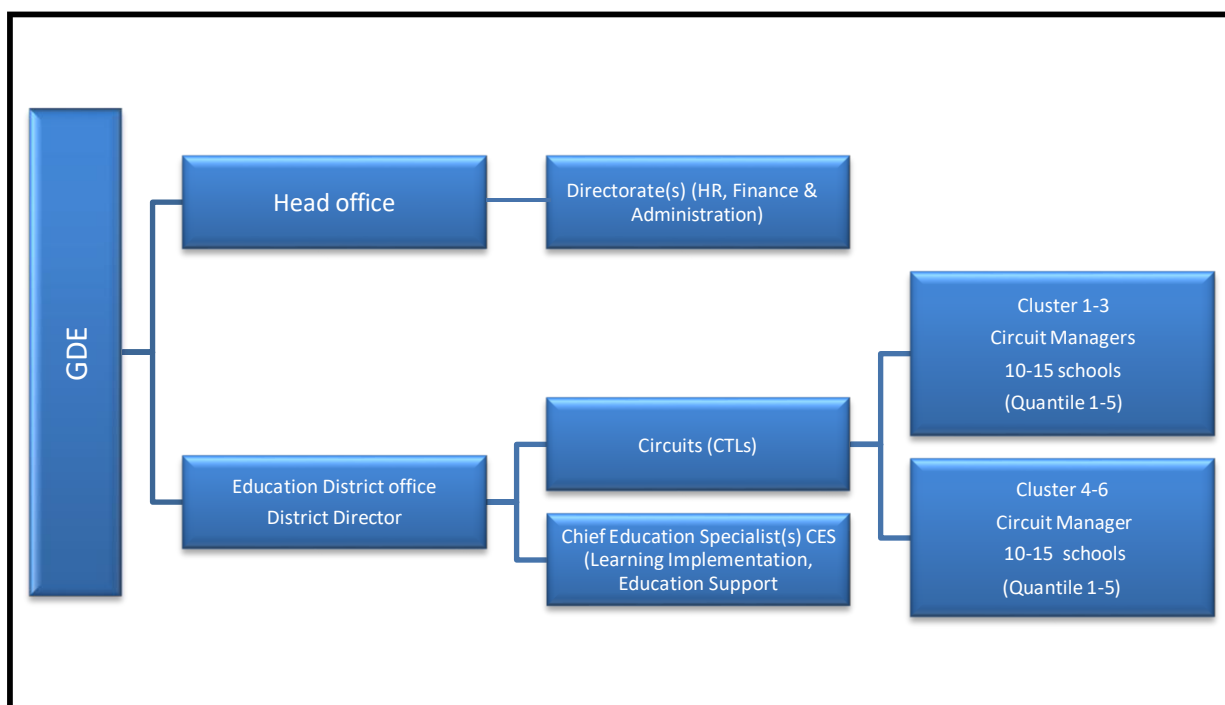 GDE
Head office
Directorate(s) (HR, Finance &
Administration)
Education District office
District Director
Circuits (CTLs)
Chief Education Specialist(s) CES
(Learning Implementation,
Education Support
Cluster 1-3
Circuit Managers
10-15 schools
(Quantile 1-5)
Cluster 4-6
Circuit Manager
10-15 schools
(Quantile 1-5)